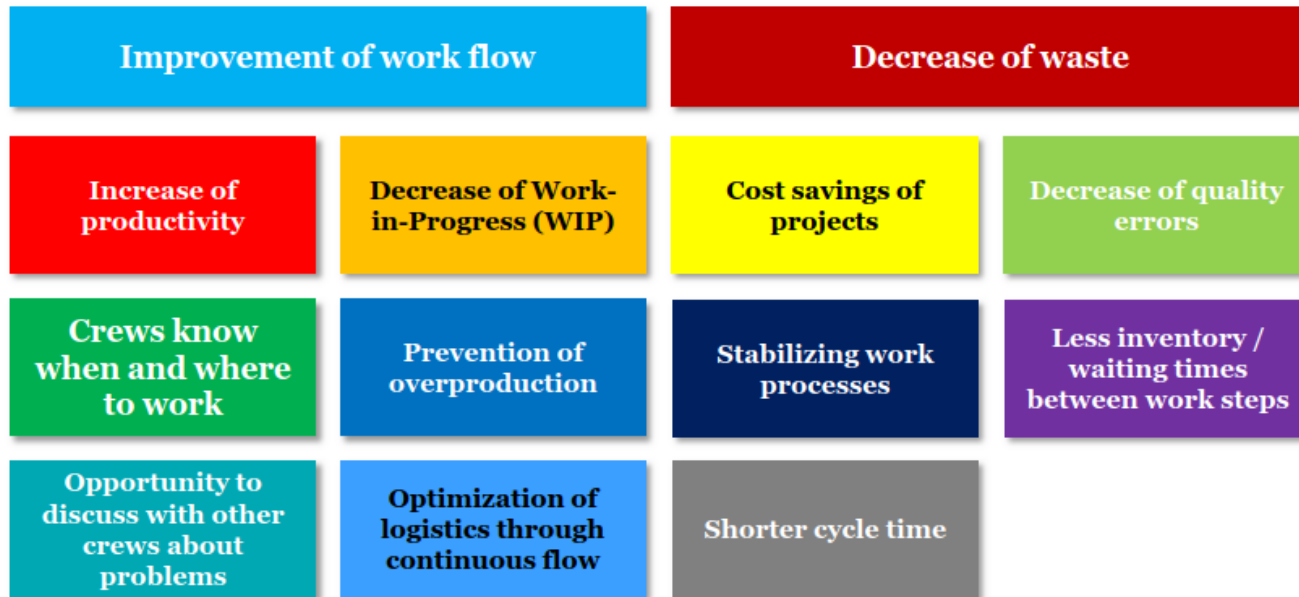 Improvement of work flow
Decrease of waste
Increase of
productivity
Decrease of Work-
in-Progress (WIP)
Cost savings of
projects
Decrease of quality
errors
Crews know
when and where
to work
Prevention of
overproduction
Stabilizing work
processes
Less inventory /
waiting times
between work steps
Opportunity to
discuss with other
crews about
problems
Optimization of
logistics through
continuous flow
Shorter cycle time